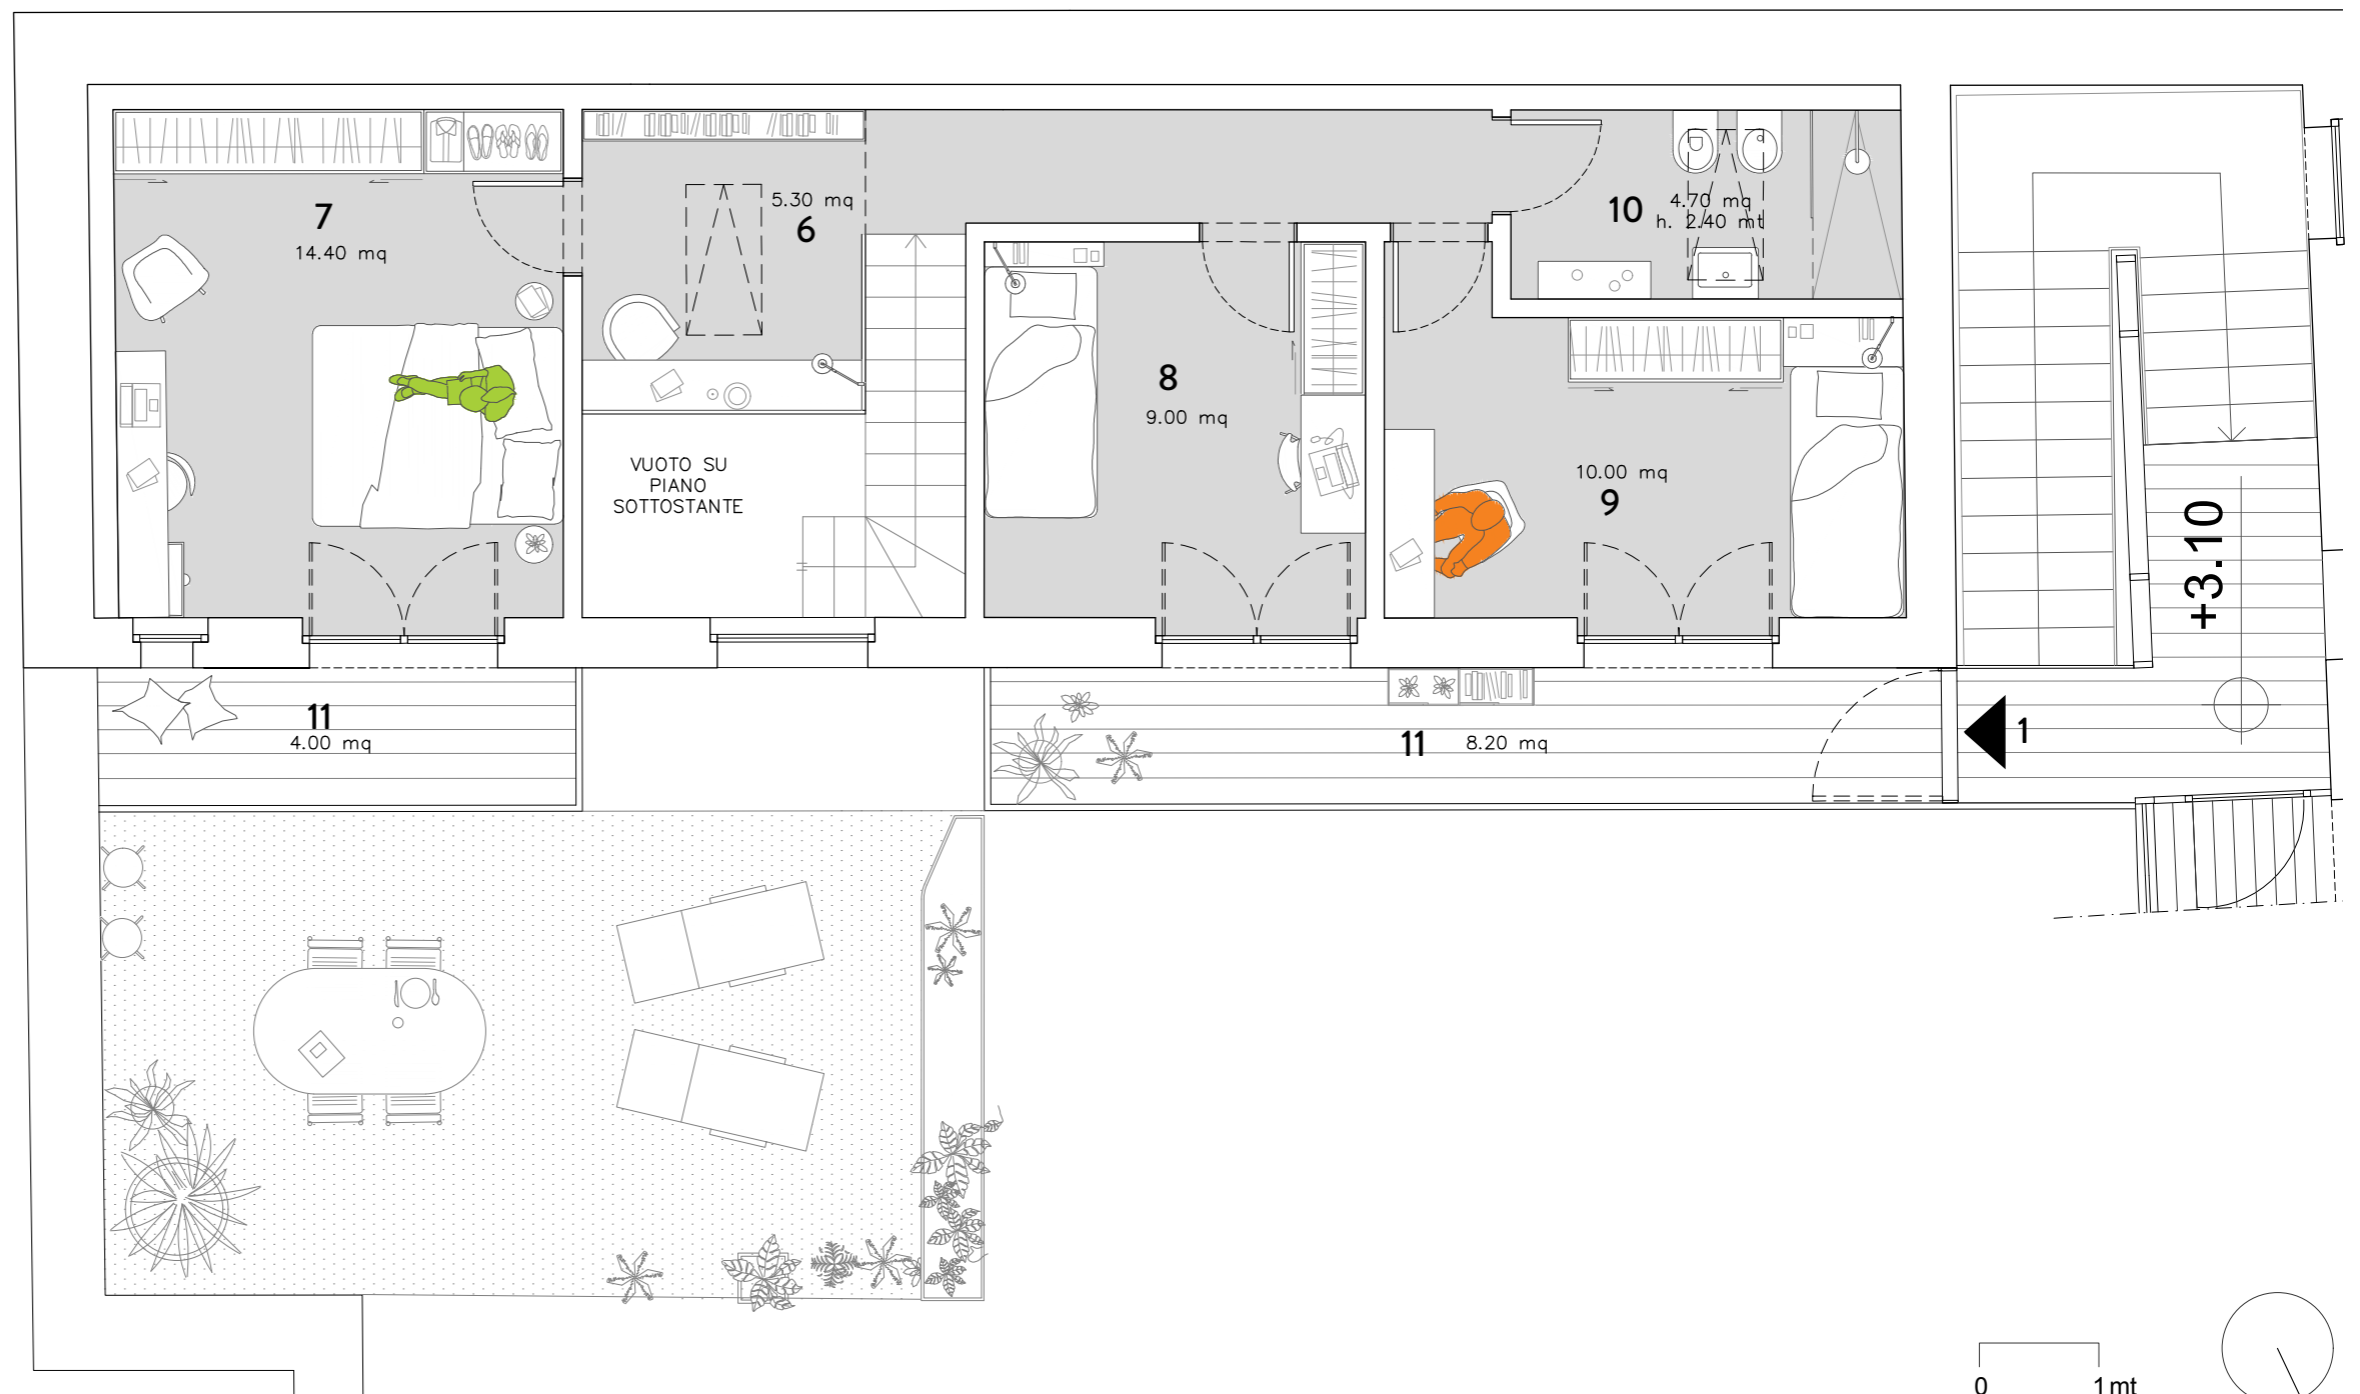 7
14.40 mq
5.30 mq
6
10
4.70 mq
h. 2.40 mt
8
9.00 mq
10.00 mq
9
VUOTO SU
PIANO
SOTTOSTANTE
+3.10
11
4.00 mq
11
8.20 mq
1
0
1mt